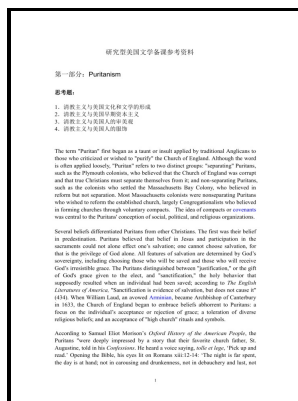 研究型美国文学备课参考资料
第一部分：Puritanism
思考题：
1、清教主义与美国文化和文学的形成
2、清教主义与美国早期资本主义
3、清教主义与美国人的审美观
4、清教主义与美国人的服饰
The term "Puritan" first began as a taunt or insult applied by traditional Anglicans to
those who criticized or wished to "purify" the Church of England. Although the word
is often applied loosely, "Puritan" refers to two distinct groups: "separating" Puritans,
such as the Plymouth colonists, who believed that the Church of England was corrupt
and that true Christians must separate themselves from it; and non-separating Puritans,
such as the colonists who settled the Massachusetts Bay Colony, who believed in
reform but not separation. Most Massachusetts colonists were nonseparating Puritans
who wished to reform the established church, largely Congregationalists who believed
in forming churches through voluntary compacts. The idea of compacts or covenants
was central to the Puritans' conception of social, political, and religious organizations.
Several beliefs differentiated Puritans from other Christians. The first was their belief
in predestination. Puritans believed that belief in Jesus and participation in the
sacraments could not alone effect one's salvation; one cannot choose salvation, for
that is the privilege of God alone. All features of salvation are determined by God's
sovereignty, including choosing those who will be saved and those who will receive
God's irresistible grace. The Puritans distinguished between "justification," or the gift
of God's grace given to the elect, and "sanctification," the holy behavior that
supposedly resulted when an individual had been saved; according to The English
Literatures of America, "Sanctification is evidence of salvation, but does not cause it"
(434). When William Laud, an avowed Arminian, became Archbishop of Canterbury
in 1633, the Church of England began to embrace beliefs abhorrent to Puritans: a
focus on the individual's acceptance or rejection of grace; a toleration of diverse
religious beliefs; and an acceptance of "high church" rituals and symbols.
According to Samuel Eliot Morison's Oxford History of the American People, the
Puritans "were deeply impressed by a story that their favorite church father, St.
Augustine, told in his Confessions. He heard a voice saying, tolle et lege, 'Pick up and
read.' Opening the Bible, his eyes lit on Romans xiii:12-14: 'The night is far spent,
the day is at hand; not in carousing and drunkenness, not in debauchery and lust, not
1